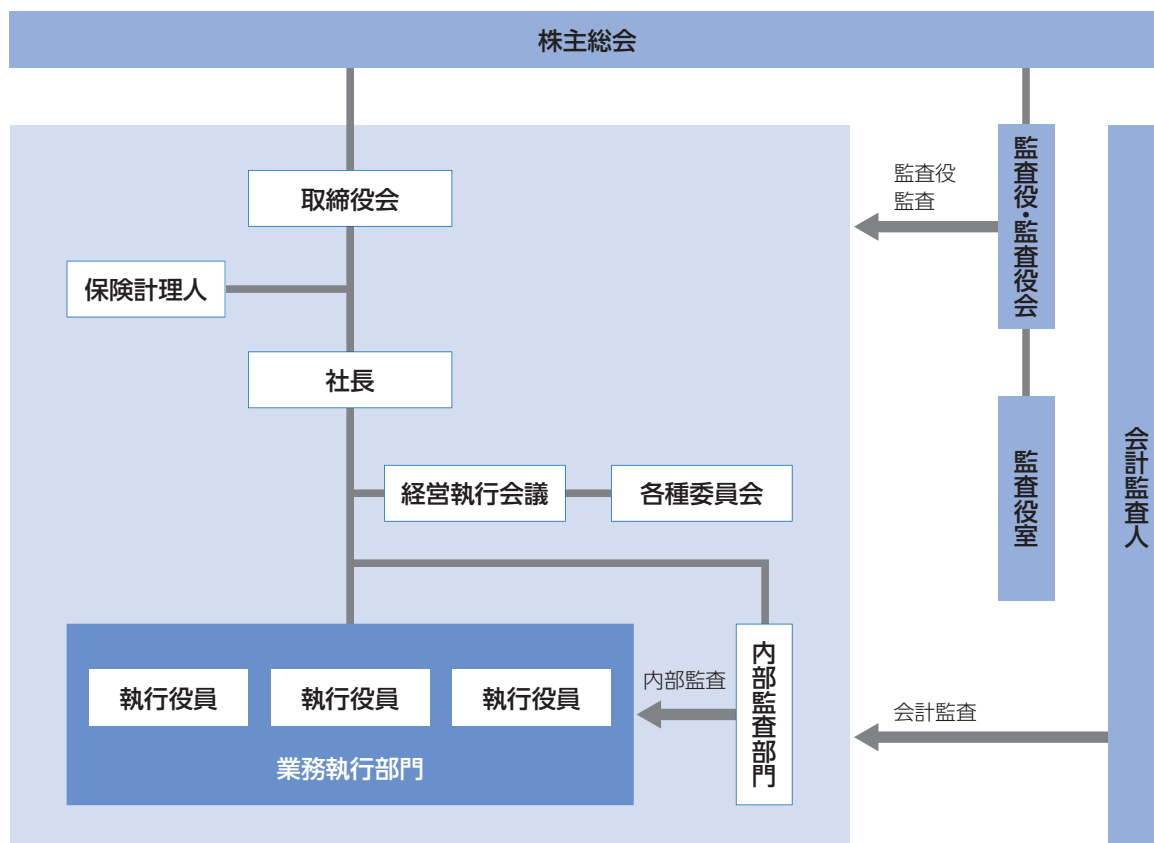 株主総会
取締役会
保険計理人
社長
経営執行会議
各種委員会
執行役員
執行役員
執行役員
業務執行部門
内部監査
内部監査部門
監査役
監査
監査役・監査役会
監査役室
会計監査
会計監査人